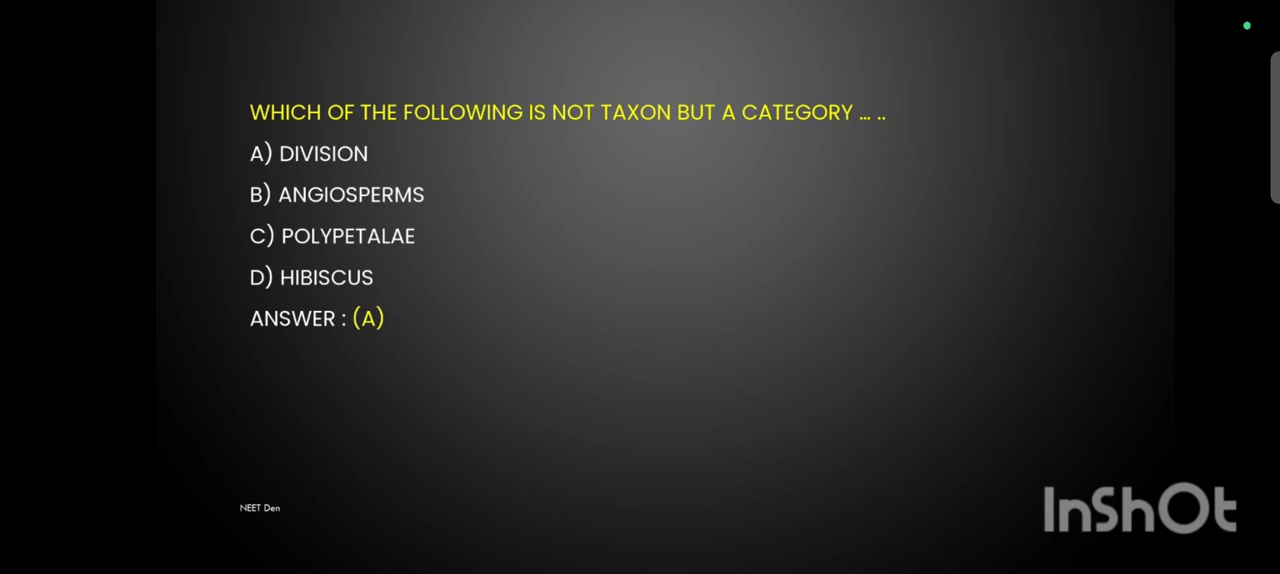 WHICH OF THE FOLLOWING IS NOT TAXON BUT A CATEGORY ... ..
A) DIVISION
B) ANGIOSPERMS
C) POLYPETALAE
D) HIBISCUS
ANSWER : (A)
NEET Den
InShOt